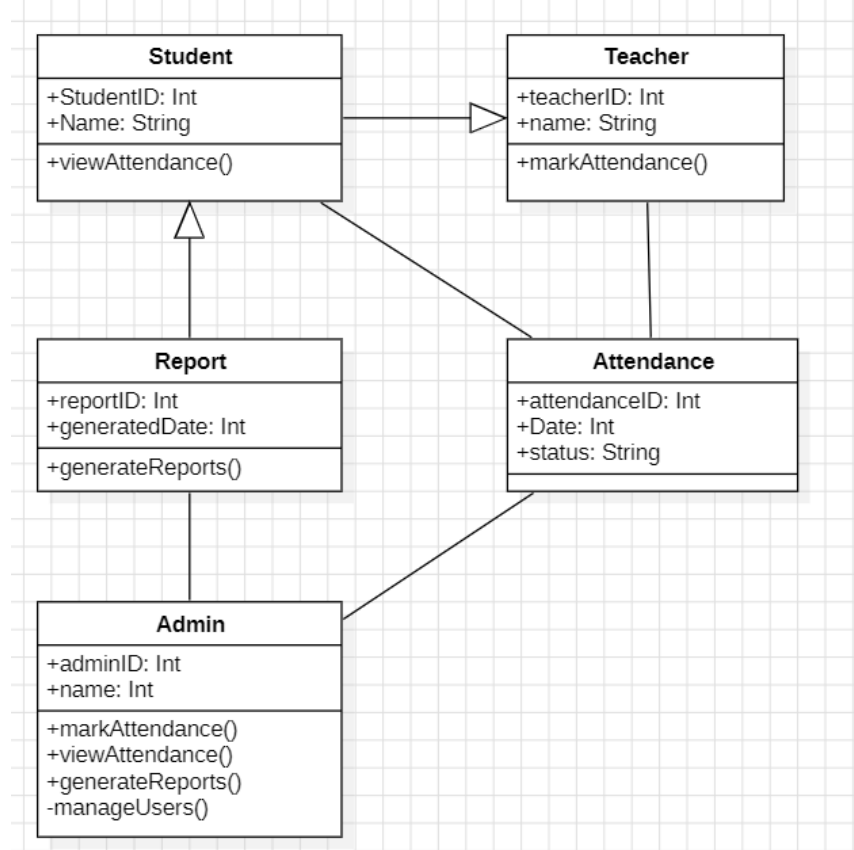 Student
+StudentID: Int
+Name: String
+viewAttendance()
Teacher
+teacherID: Int
+name: String
+markAttendance()
Report
+reportID: Int
+generatedDate: Int
+generateReports()
Attendance
+attendanceID: Int
+Date: Int
+status: String
Admin
+adminID: Int
+name: Int
+markAttendance()
+viewAttendance()
+generateReports()
-manageUsers()